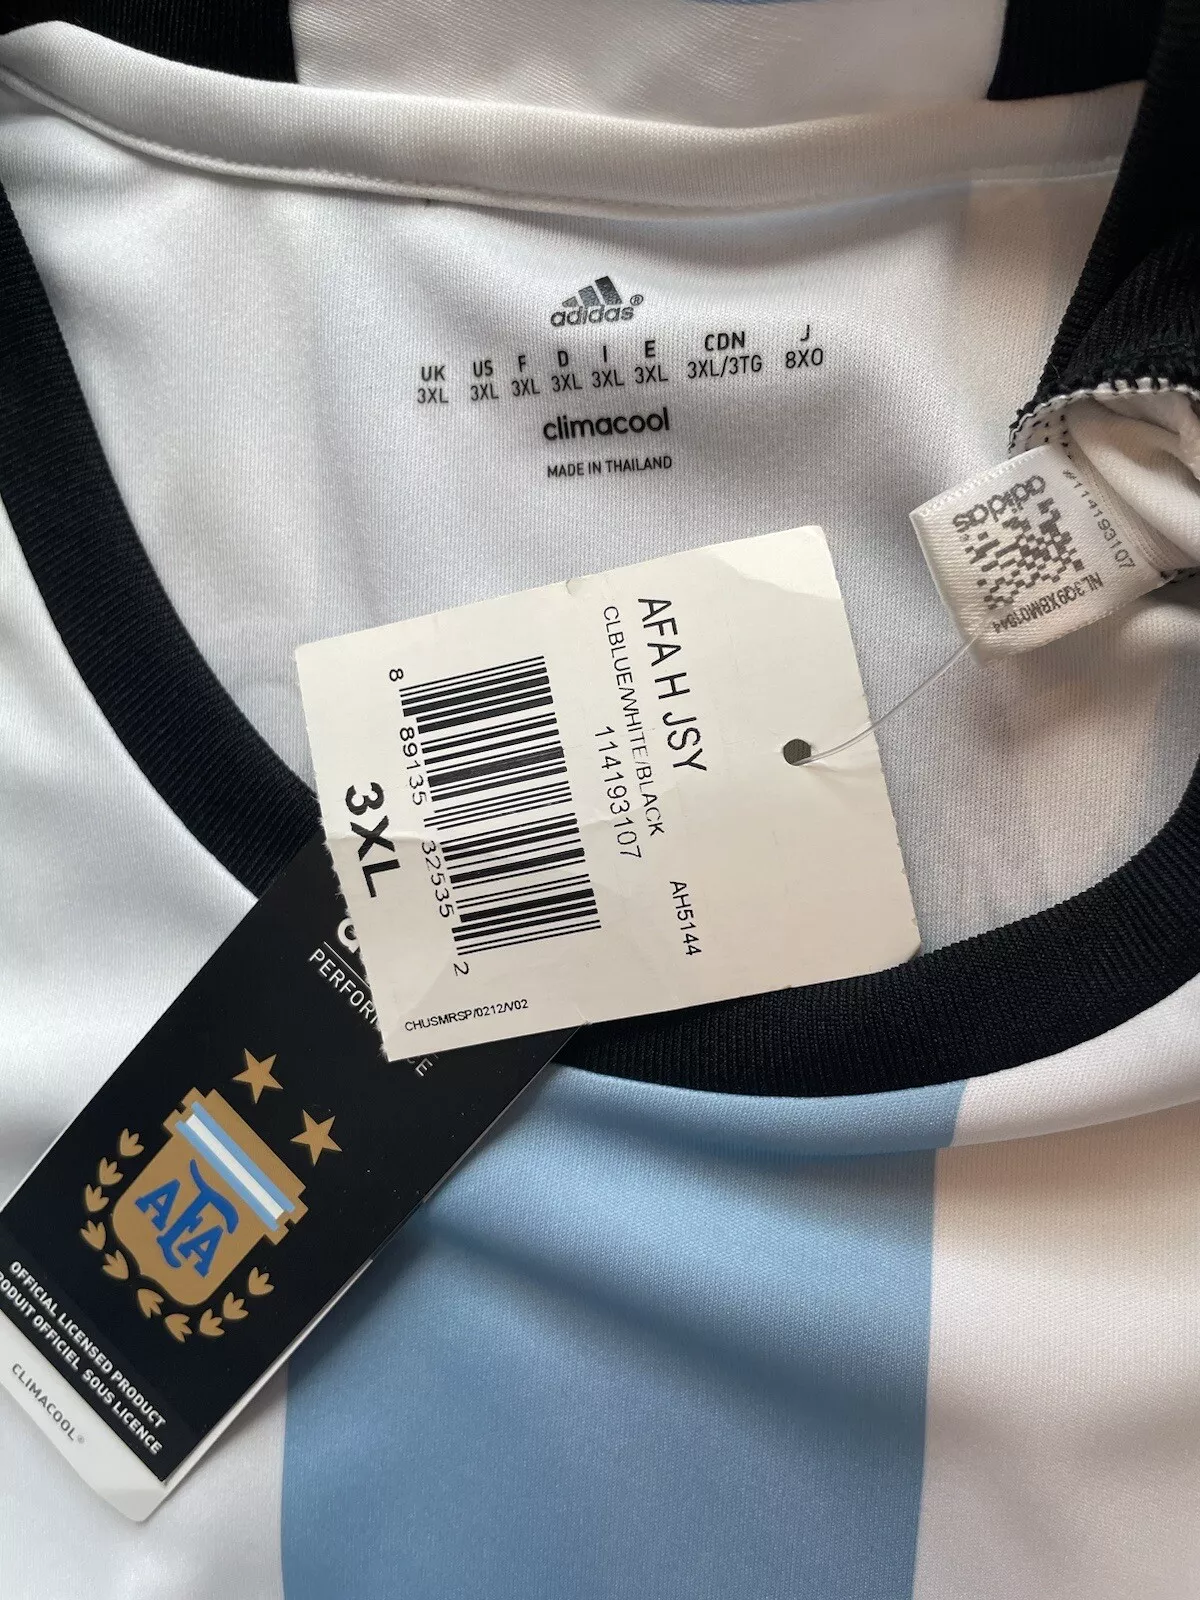 adidas®
UK US F D I E CDN J
3XL 3XL 3XL 3XL 3XL 3XL 3XL/3TG 8XO
climacool
MADE IN THAILAND
adidas
#114193107
NL3Q9XBM01844
AFA H JSY
CLBLUE/WHITE/BLACK
114193107
AH5144
8 89135 32535 2
3XL
CHUSMRSP/0212/V02
AFA
OFFICIAL LICENSED PRODUCT
PRODUIT OFFICIEL SOUS LICENCE
CLIMACOOL®